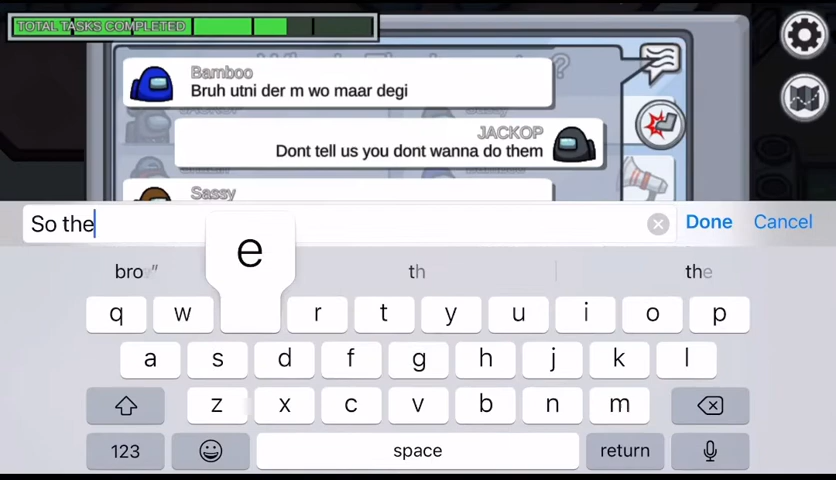 TOTAL TASKS COMPLETED
Bamboo
Bruh utni der m wo maar degi
JACKOP
Dont tell us you dont wanna do them
Sassy
So the
Done Cancel
e
th the
q w r t y u i o p
a s d f g h j k l
z x c v b n m
123 space return